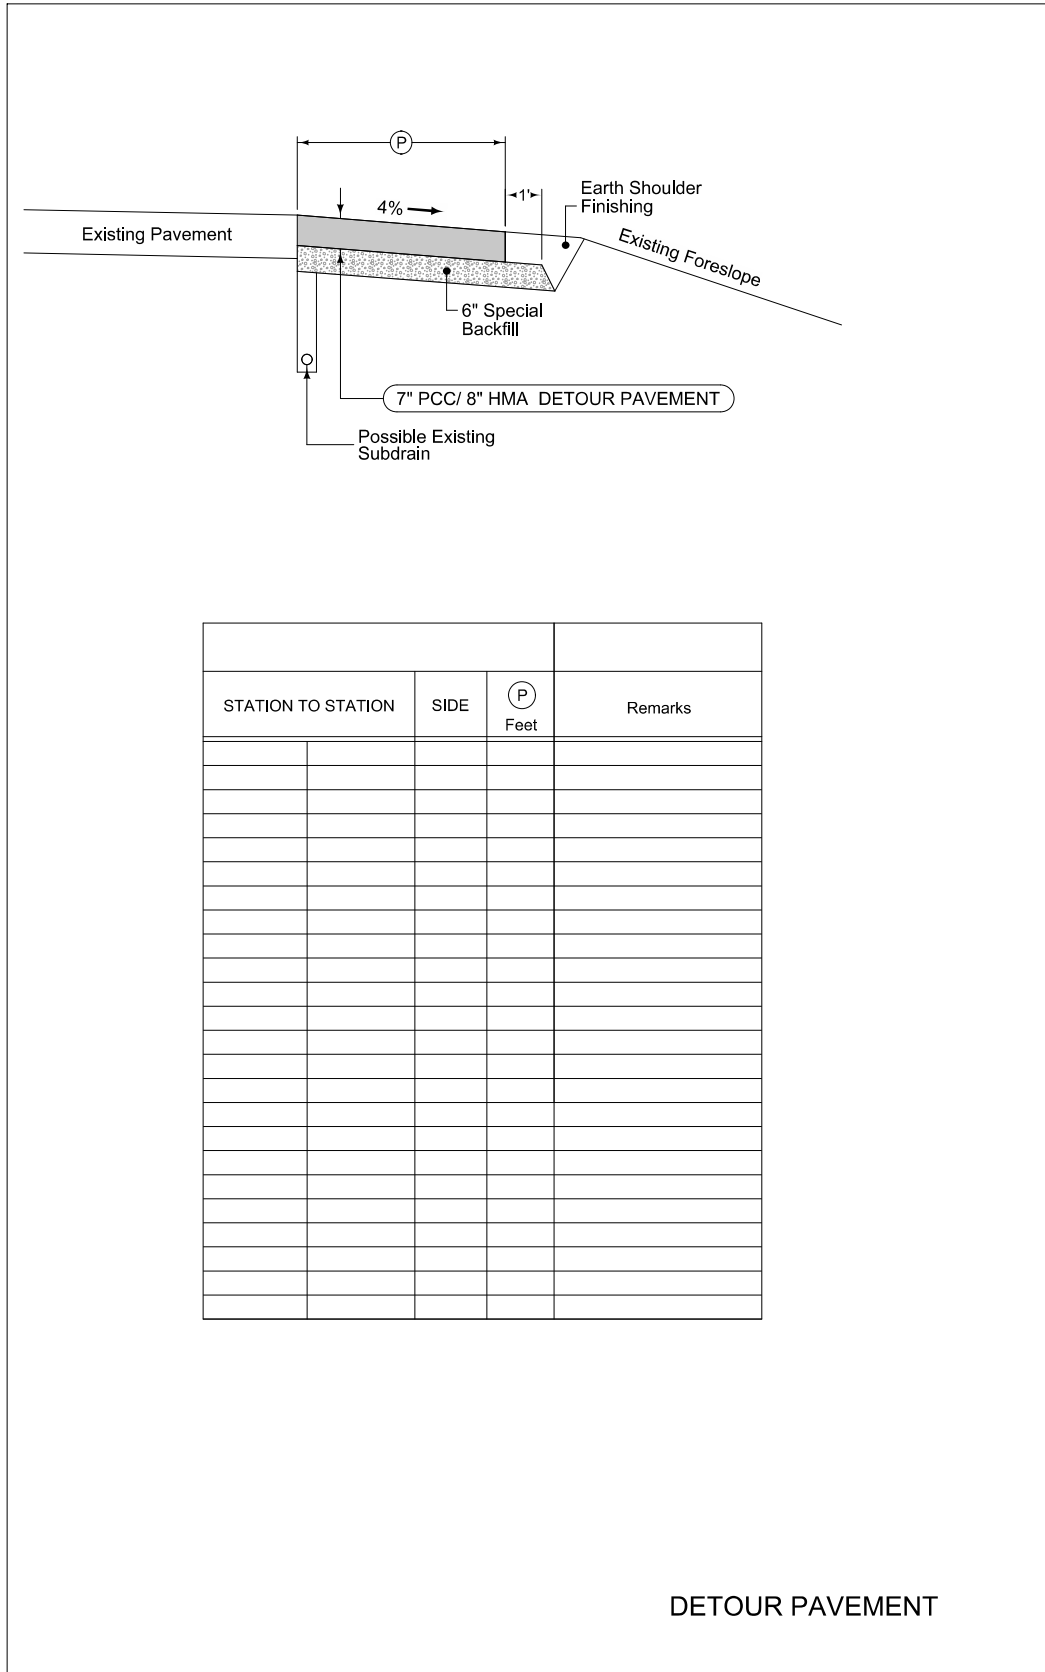 P
4%
1'
Earth Shoulder
Finishing
Existing Pavement
Existing Foreslope
6" Special
Backfill
7" PCC/ 8" HMA DETOUR PAVEMENT
Possible Existing
Subdrain
STATION TO STATION
SIDE
P
Feet
Remarks
DETOUR PAVEMENT